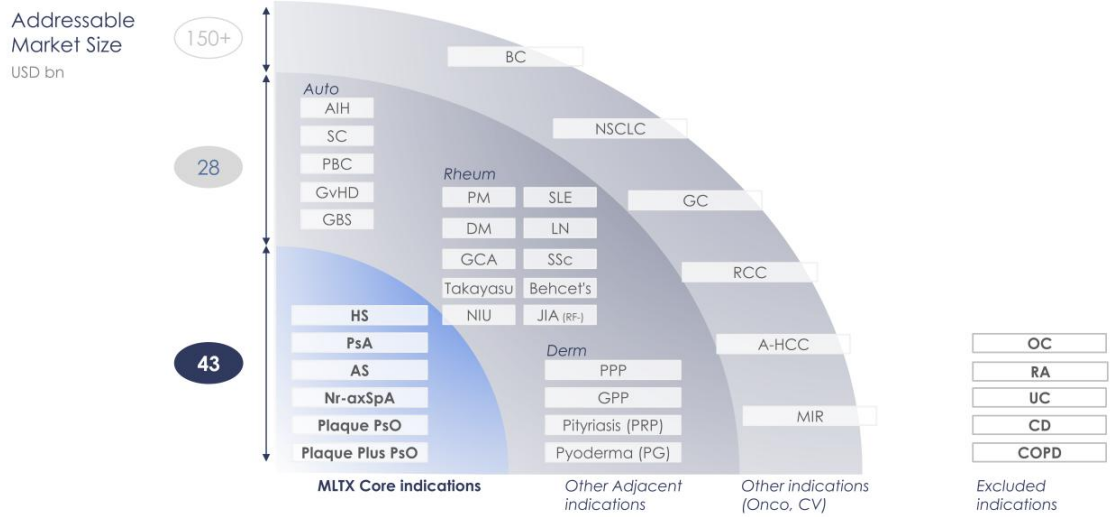 Addressable
Market Size
USD bn
150+
28
43
BC
NSCLC
GC
RCC
A-HCC
MIR
Auto
AIH
SC
PBC
GvHD
GBS
Rheum
PM SLE
DM LN
GCA SSc
Takayasu Behcet's
NIU JIA (RF-)
Derm
PPP
GPP
Pityriasis (PRP)
Pyoderma (PG)
HS
PsA
AS
Nr-axSpA
Plaque PsO
Plaque Plus PsO
OC
RA
UC
CD
COPD
MLTX Core indications
Other Adjacent
indications
Other indications
(Onco, CV)
Excluded
indications